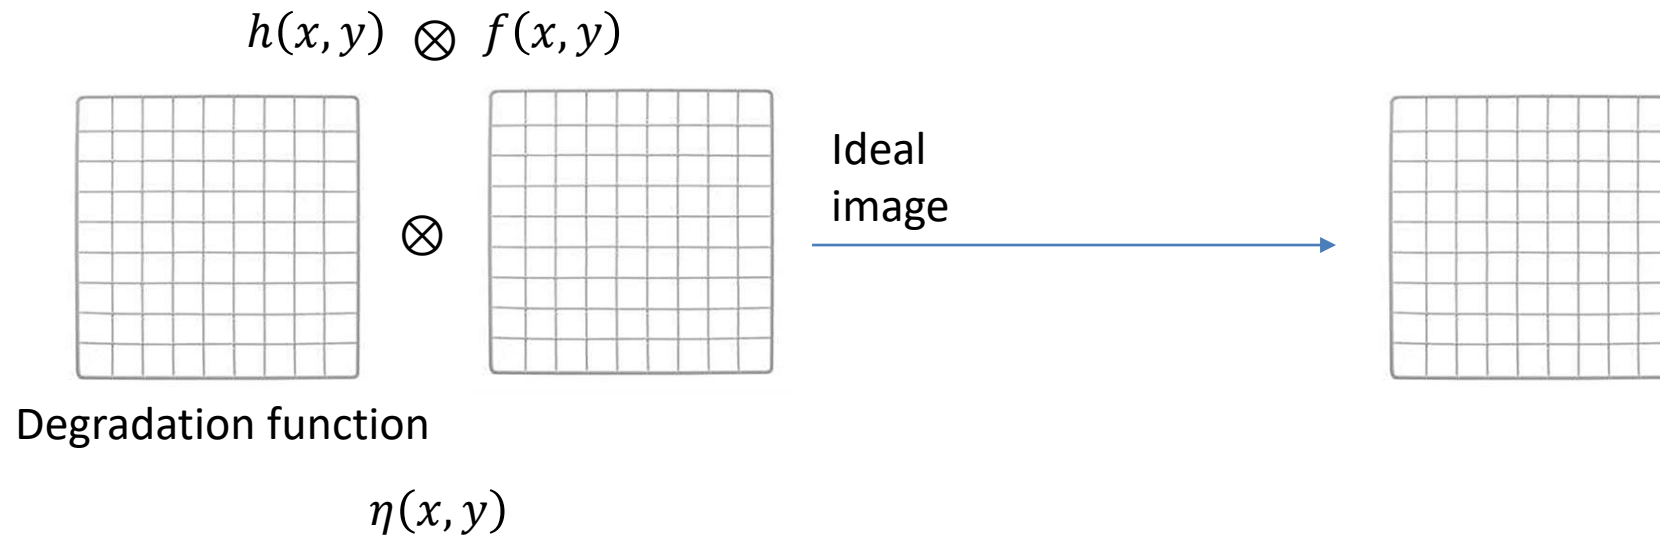 h(x, y) ⊗ f(x, y)
⊗
Ideal
image
Degradation function
η(x, y)